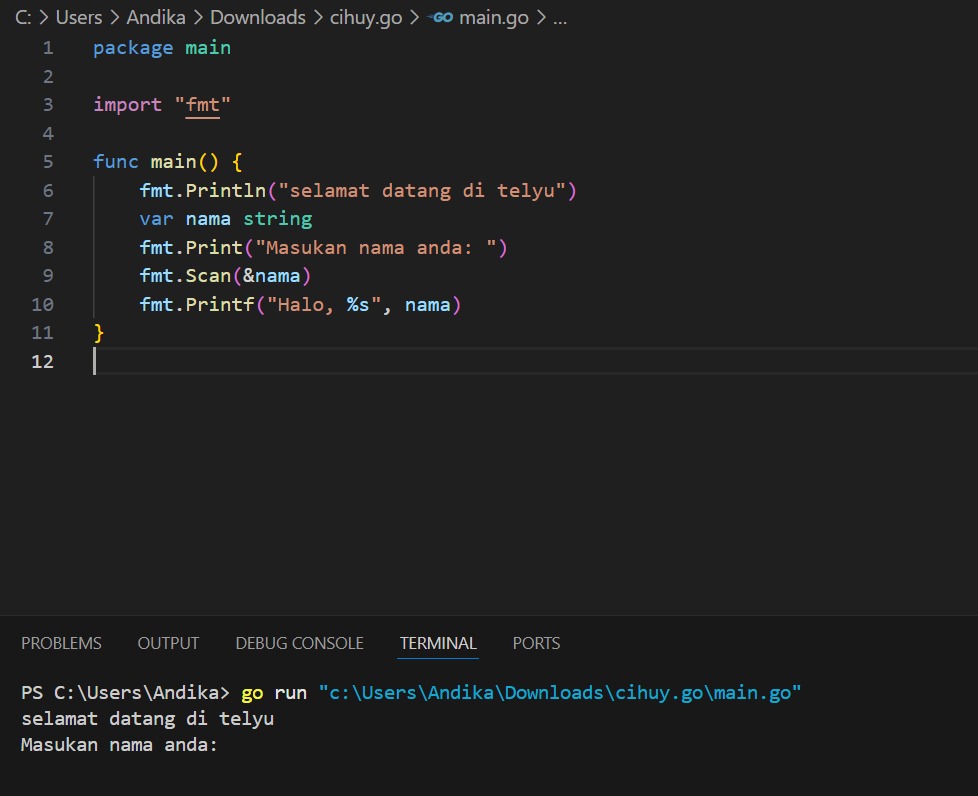 C: > Users > Andika > Downloads > cihuy.go > GO main.go > ...
1 package main
2
3 import "fmt"
4
5 func main() {
6 fmt.Println("selamat datang di telyu")
7 var nama string
8 fmt.Print("Masukan nama anda: ")
9 fmt.Scan(&nama)
10 fmt.Printf("Halo, %s", nama)
11 }
12
PROBLEMS OUTPUT DEBUG CONSOLE TERMINAL PORTS
PS C:\Users\Andika> go run "c:\Users\Andika\Downloads\cihuy.go\main.go"
selamat datang di telyu
Masukan nama anda: